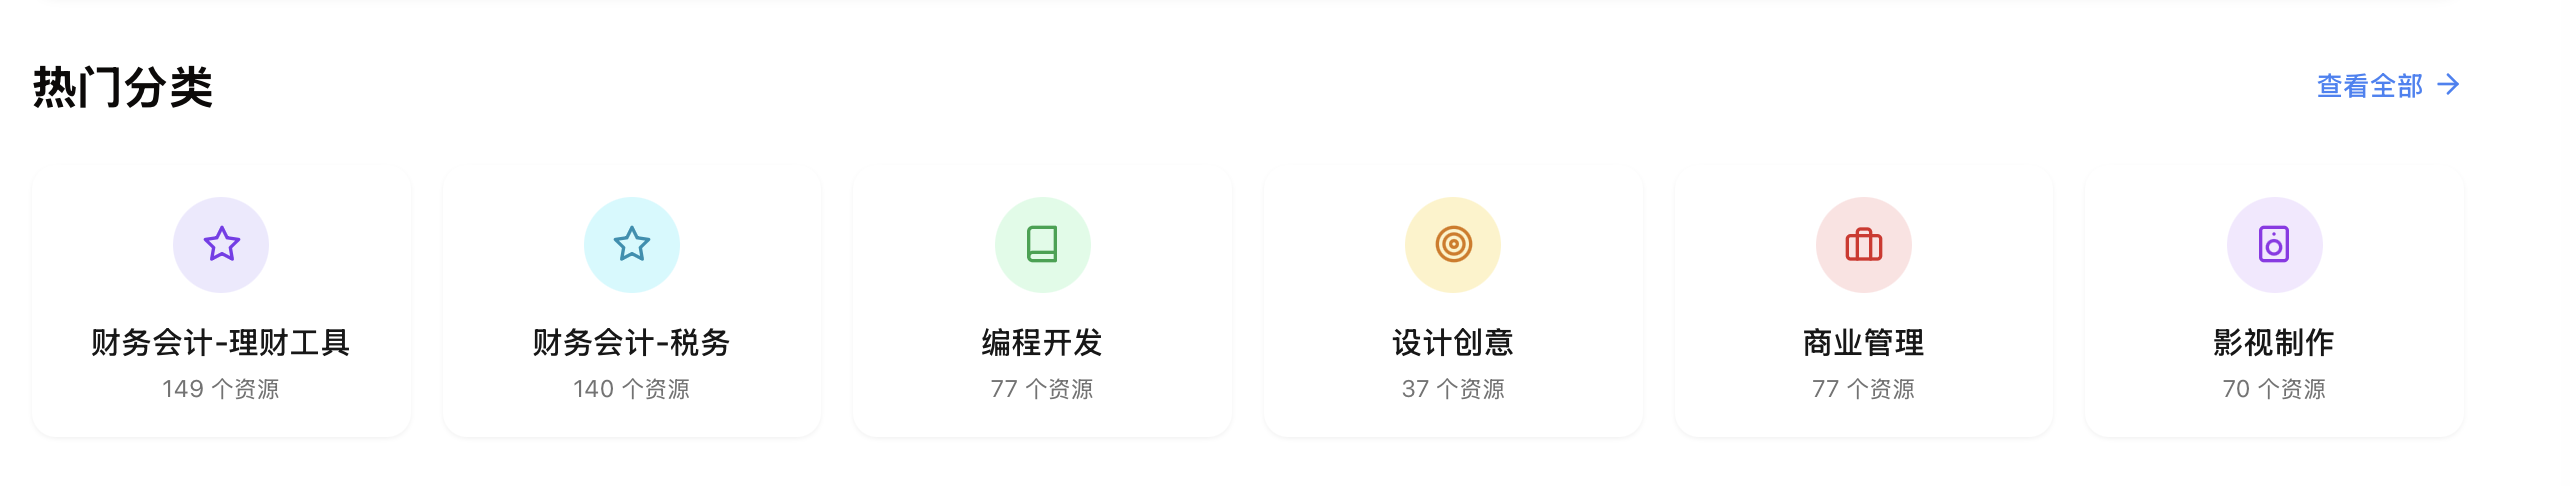 热门分类
查看全部
财务会计-理财工具
149 个资源
财务会计-税务
140 个资源
编程开发
77 个资源
设计创意
37 个资源
商业管理
77 个资源
影视制作
70 个资源